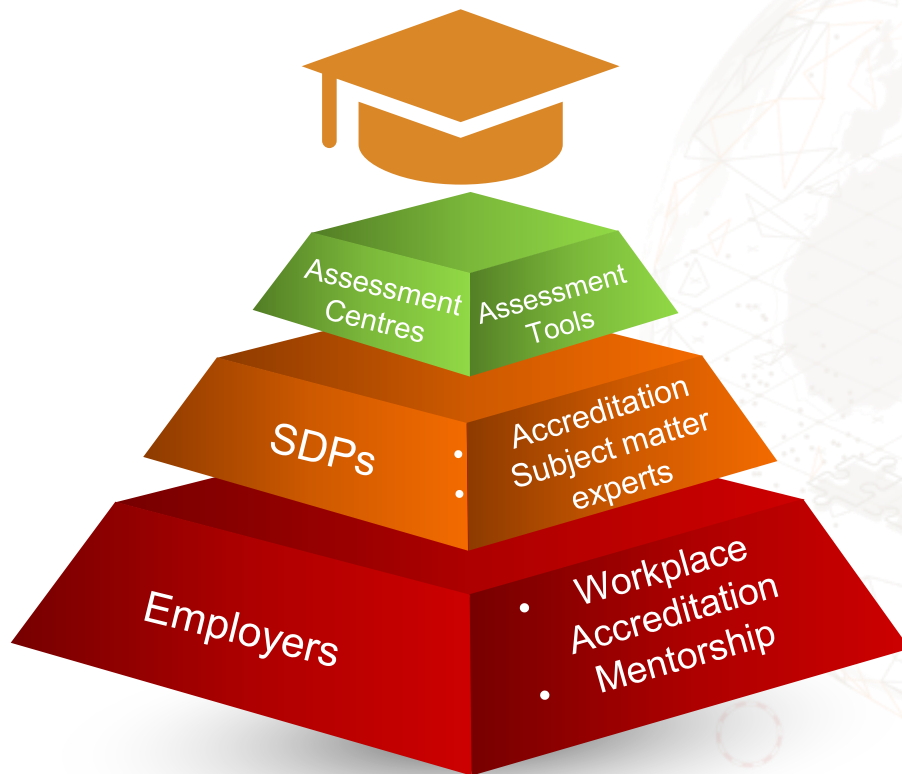 Assessment
Centres
Assessment
Tools
SDPs
• Accreditation
• Subject matter
experts
Employers
• Workplace
Accreditation
• Mentorship